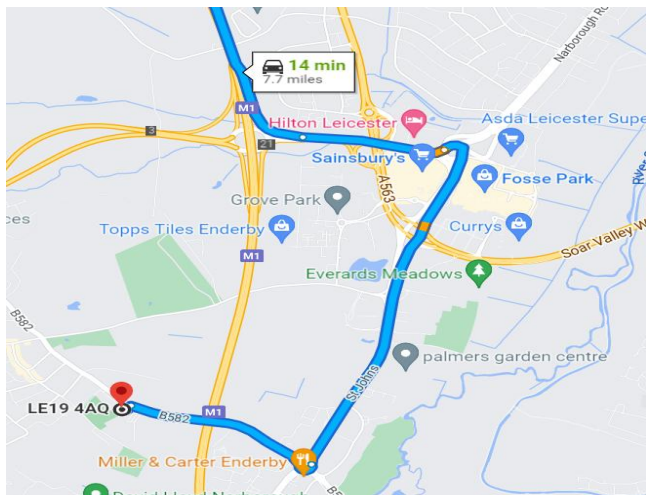 14 min
7.7 miles
Narborough Ro
M1
Hilton Leicester
Asda Leicester Supe
3
21
Sainsbury's
Fosse Park
River S
A563
Grove Park
ces
Topps Tiles Enderby
Currys
M1
Soar Valley W
Everards Meadows
B582
palmers garden centre
St Johns
LE19 4AQ
M1
B582
Miller & Carter Enderby